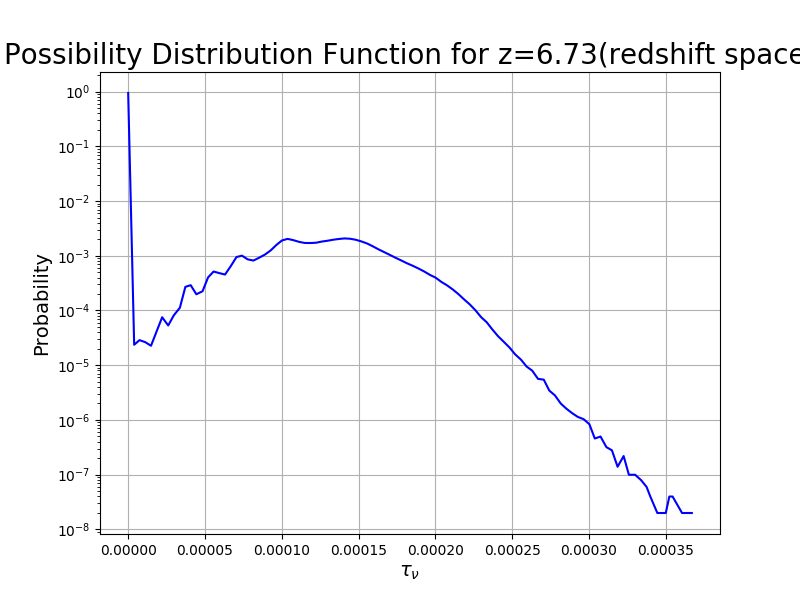 Possibility Distribution Function for z=6.73(redshift space
10⁰
10⁻¹
10⁻²
10⁻³
10⁻⁴
10⁻⁵
10⁻⁶
10⁻⁷
10⁻⁸
Probability
0.00000 0.00005 0.00010 0.00015 0.00020 0.00025 0.00030 0.00035
τ_ν